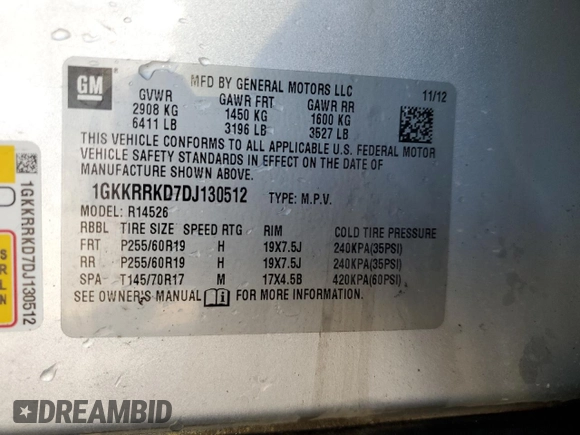 GM
MFD BY GENERAL MOTORS LLC
11/12
GVWR GAWR FRT GAWR RR
2908 KG 1450 KG 1600 KG
6411 LB 3196 LB 3527 LB
THIS VEHICLE CONFORMS TO ALL APPLICABLE U.S. FEDERAL MOTOR
VEHICLE SAFETY STANDARDS IN EFFECT ON THE DATE OF
MANUFACTURE SHOWN ABOVE.
1GKKRRKD7DJ130512 TYPE: M.P.V.
MODEL: R14526
RBBL TIRE SIZE SPEED RTG RIM COLD TIRE PRESSURE
FRT P255/60R19 H 19X7.5J 240KPA(35PSI)
RR P255/60R19 H 19X7.5J 240KPA(35PSI)
SPA T145/70R17 M 17X4.5B 420KPA(60PSI)
SEE OWNER'S MANUAL FOR MORE INFORMATION.
1GKKRRKD7DJ130512
DREAMBID